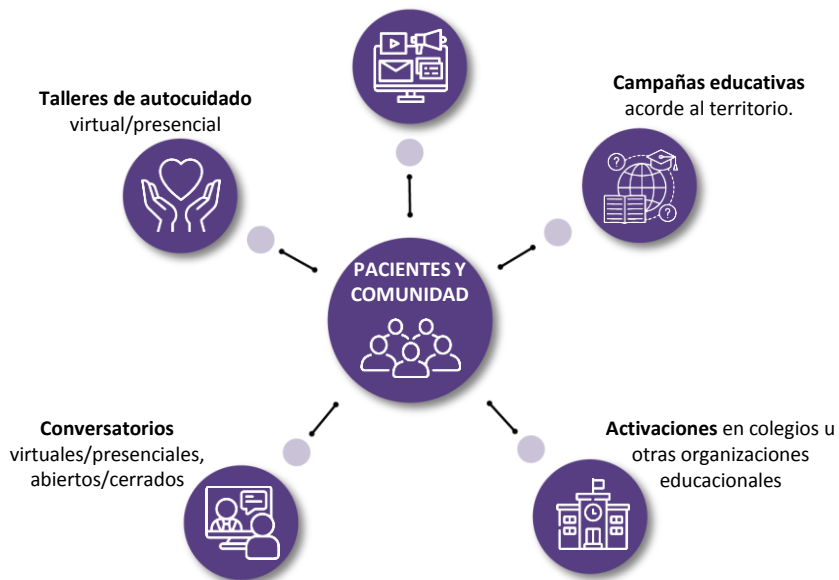 Talleres de autocuidado
virtual/presencial
Campañas educativas
acorde al territorio.
PACIENTES Y
COMUNIDAD
Conversatorios
virtuales/presenciales,
abiertos/cerrados
Activaciones en colegios u
otras organizaciones
educacionales